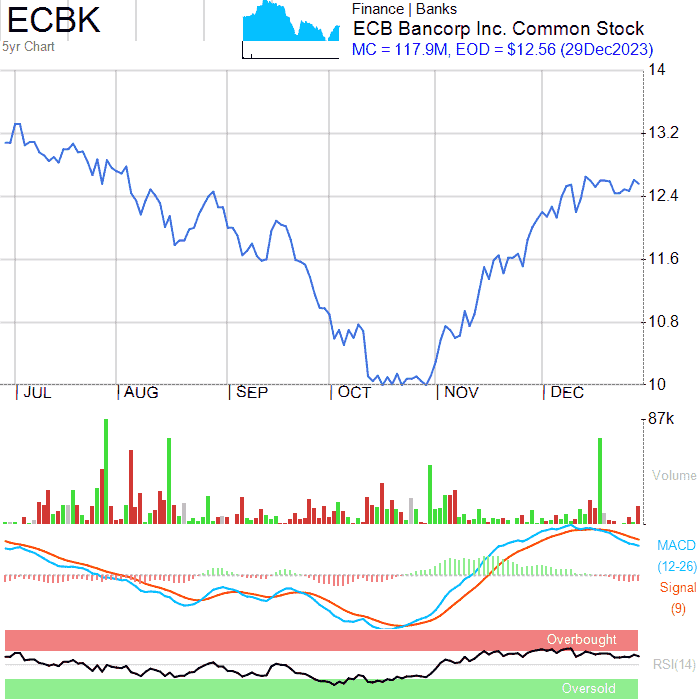 ECBK
5yr Chart
Finance | Banks
ECB Bancorp Inc. Common Stock
MC = 117.9M, EOD = $12.56 (29Dec2023)
14
13.2
12.4
11.6
10.8
10
JUL AUG SEP OCT NOV DEC
87k
Volume
MACD
(12-26)
Signal
(9)
Overbought
RSI(14)
Oversold